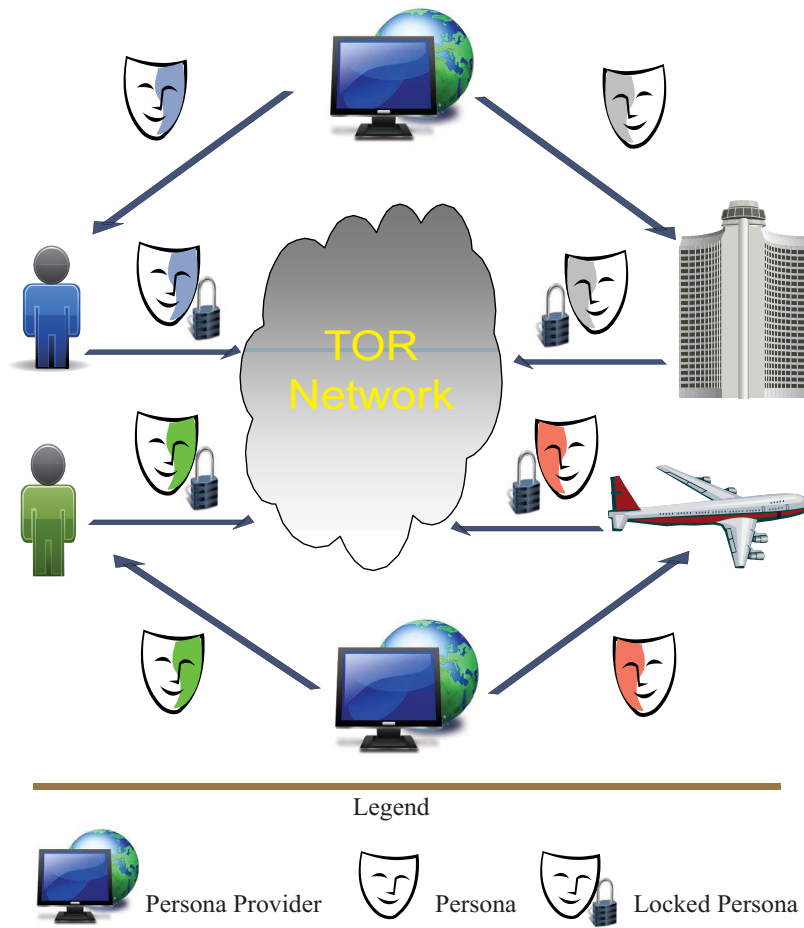 TOR
Network
Legend
Persona Provider
Persona
Locked Persona